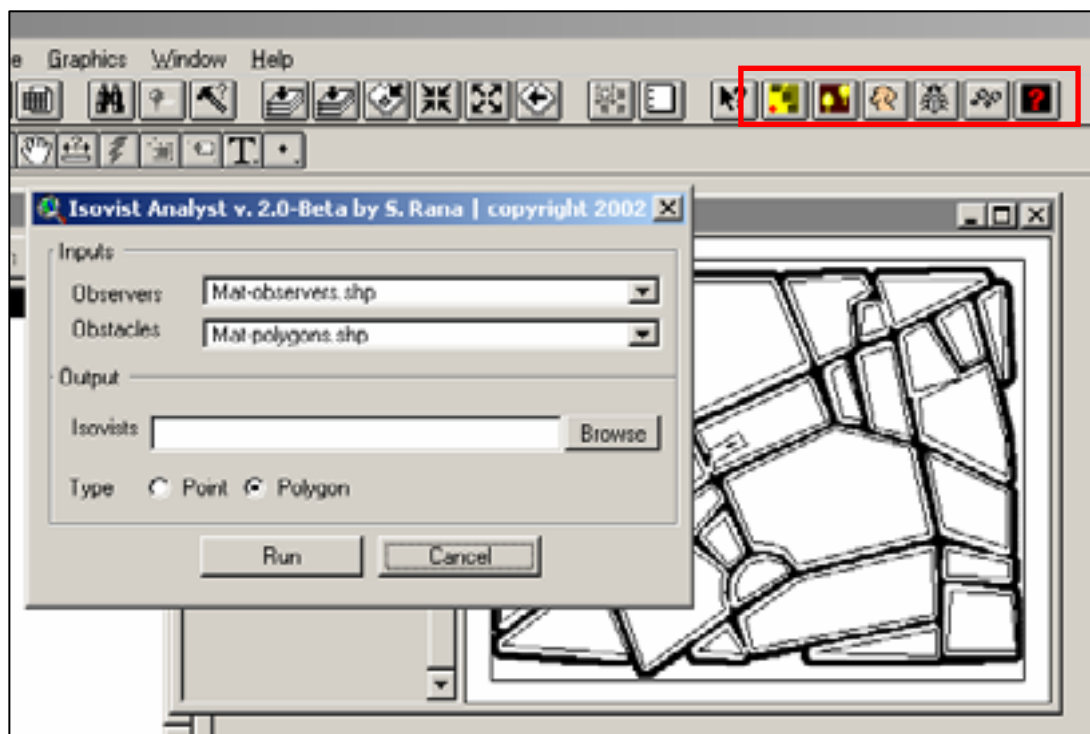 e Graphics Window Help
T
?
Isovist Analyst v. 2.0-Beta by S. Rana | copyright 2002
Inputs
Observers Mat-observers.shp
Obstacles Mat-polygons.shp
Output
Isovists Browse
Type Point Polygon
Run Cancel